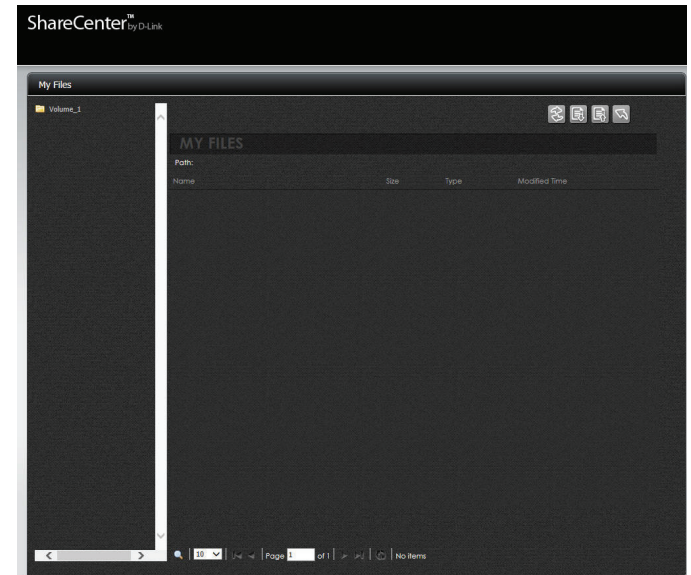 ShareCenter™ by D-Link
My Files
Volume_1
MY FILES
Path:
Name Size Type Modified Time
10 Page 1 of 1 No items